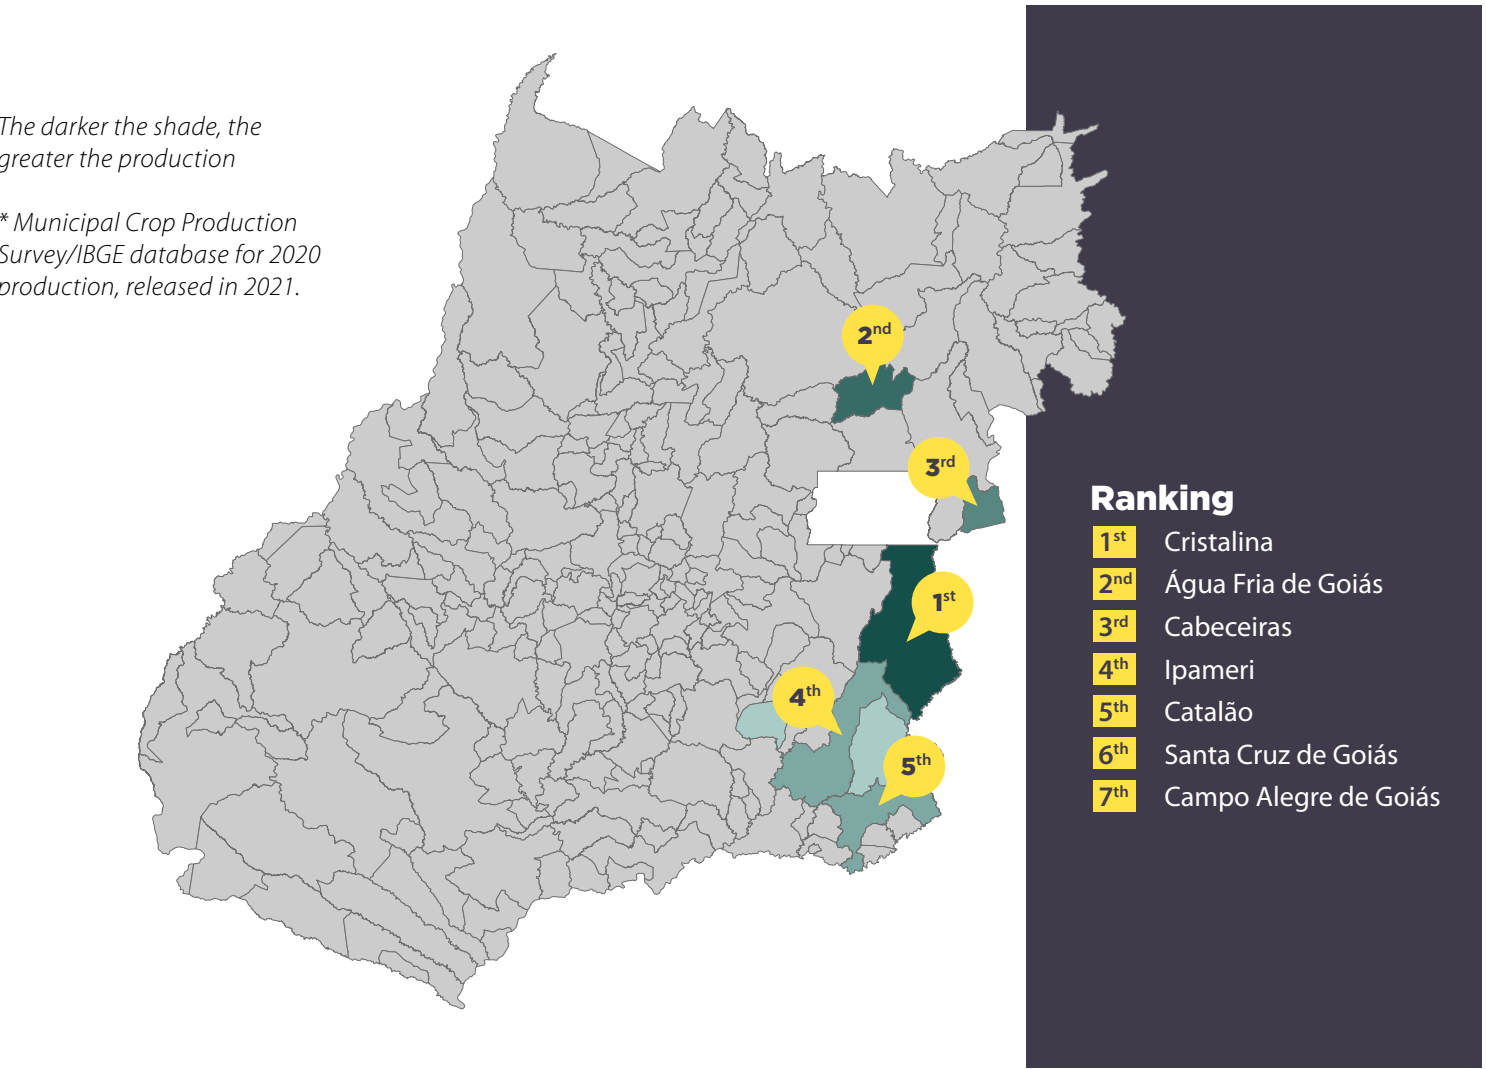 The darker the shade, the
greater the production
* Municipal Crop Production
Survey/IBGE database for 2020
production, released in 2021.
2nd
3rd
1st
4th
5th
Ranking
1st Cristalina
2nd Água Fria de Goiás
3rd Cabeceiras
4th Ipameri
5th Catalão
6th Santa Cruz de Goiás
7th Campo Alegre de Goiás